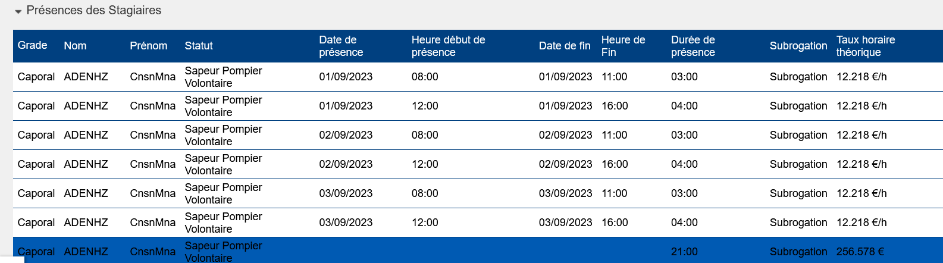 Présences des Stagiaires
Grade Nom Prénom Statut Date de présence Heure début de présence Date de fin Heure de Fin Durée de présence Subrogation Taux horaire théorique
Caporal ADENHZ CnsnMna Sapeur Pompier Volontaire 01/09/2023 08:00 01/09/2023 11:00 03:00 Subrogation 12.218 €/h
Caporal ADENHZ CnsnMna Sapeur Pompier Volontaire 01/09/2023 12:00 01/09/2023 16:00 04:00 Subrogation 12.218 €/h
Caporal ADENHZ CnsnMna Sapeur Pompier Volontaire 02/09/2023 08:00 02/09/2023 11:00 03:00 Subrogation 12.218 €/h
Caporal ADENHZ CnsnMna Sapeur Pompier Volontaire 02/09/2023 12:00 02/09/2023 16:00 04:00 Subrogation 12.218 €/h
Caporal ADENHZ CnsnMna Sapeur Pompier Volontaire 03/09/2023 08:00 03/09/2023 11:00 03:00 Subrogation 12.218 €/h
Caporal ADENHZ CnsnMna Sapeur Pompier Volontaire 03/09/2023 12:00 03/09/2023 16:00 04:00 Subrogation 12.218 €/h
Caporal ADENHZ CnsnMna Sapeur Pompier Volontaire 21:00 Subrogation 256.578 €